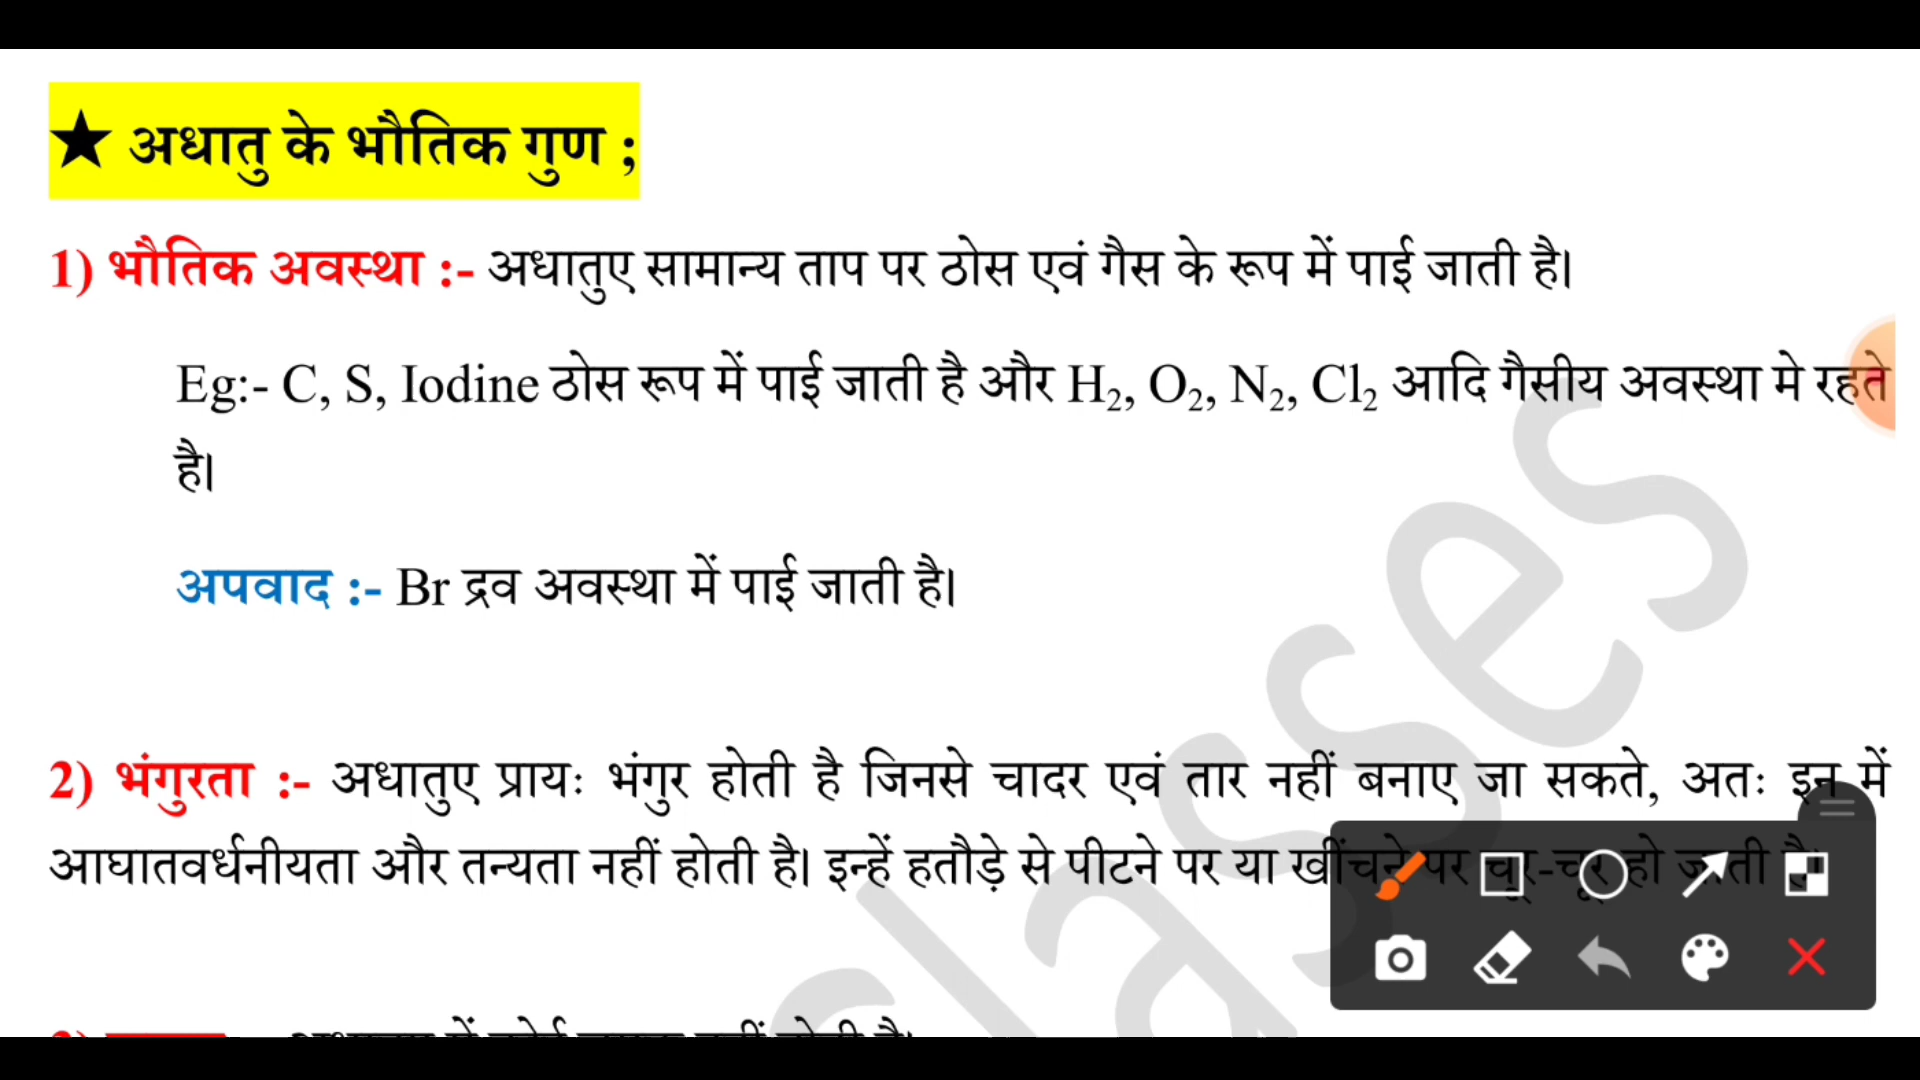 ★ अधातु के भौतिक गुण ;
1) भौतिक अवस्था :- अधातुए सामान्य ताप पर ठोस एवं गैस के रूप में पाई जाती है।
Eg:- C, S, Iodine ठोस रूप में पाई जाती है और H₂, O₂, N₂, Cl₂ आदि गैसीय अवस्था मे रहते
है।
अपवाद :- Br द्रव अवस्था में पाई जाती है।
2) भंगुरता :- अधातुए प्रायः भंगुर होती है जिनसे चादर एवं तार नहीं बनाए जा सकते, अतः इन में
आघातवर्धनीयता और तन्यता नहीं होती है। इन्हें हतौड़े से पीटने पर या खींचने पर चूर-चूर हो जाती है।